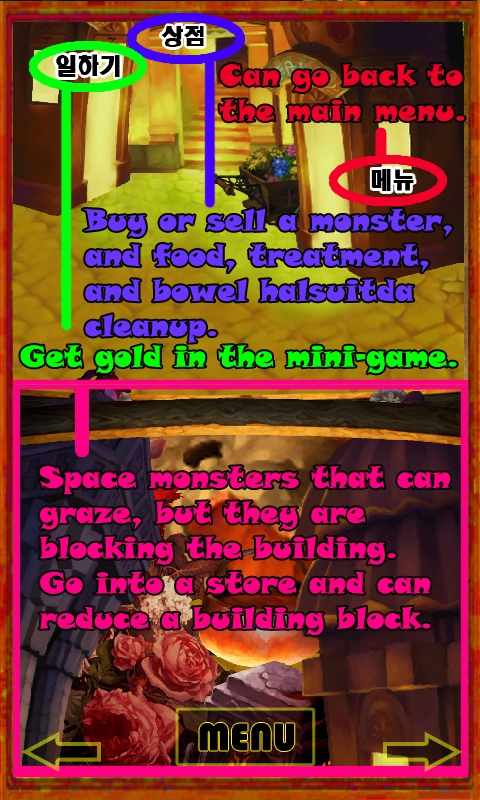 상점
일하기
Can go back to
the main menu.
메뉴
Buy or sell a monster,
and food, treatment,
and bowel halsuitda
cleanup.
Get gold in the mini-game.
Space monsters that can
graze, but they are
blocking the building.
Go into a store and can
reduce a building block.
MENU